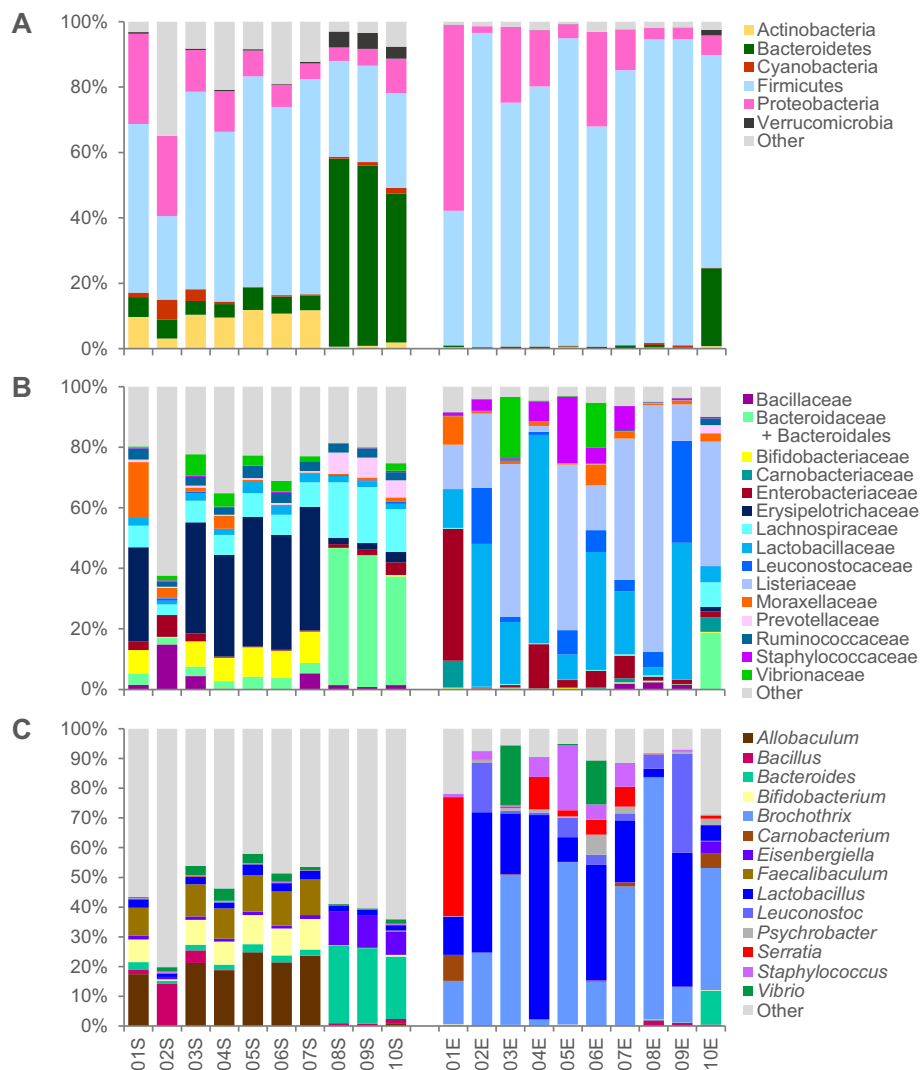 A
100%
80%
60%
40%
20%
0%
Actinobacteria
Bacteroidetes
Cyanobacteria
Firmicutes
Proteobacteria
Verrucomicrobia
Other
B
100%
80%
60%
40%
20%
0%
Bacillaceae
Bacteroidaceae
+ Bacteroidales
Bifidobacteriaceae
Carnobacteriaceae
Enterobacteriaceae
Erysipelotrichaceae
Lachnospiraceae
Lactobacillaceae
Leuconostocaceae
Listeriaceae
Moraxellaceae
Prevotellaceae
Ruminococcaceae
Staphylococcaceae
Vibrionaceae
Other
C
100%
90%
80%
70%
60%
50%
40%
30%
20%
10%
0%
Allobaculum
Bacillus
Bacteroides
Bifidobacterium
Brochothrix
Carnobacterium
Eisenbergiella
Faecalibaculum
Lactobacillus
Leuconostoc
Psychrobacter
Serratia
Staphylococcus
Vibrio
Other
01S
02S
03S
04S
05S
06S
07S
08S
09S
10S
01E
02E
03E
04E
05E
06E
07E
08E
09E
10E